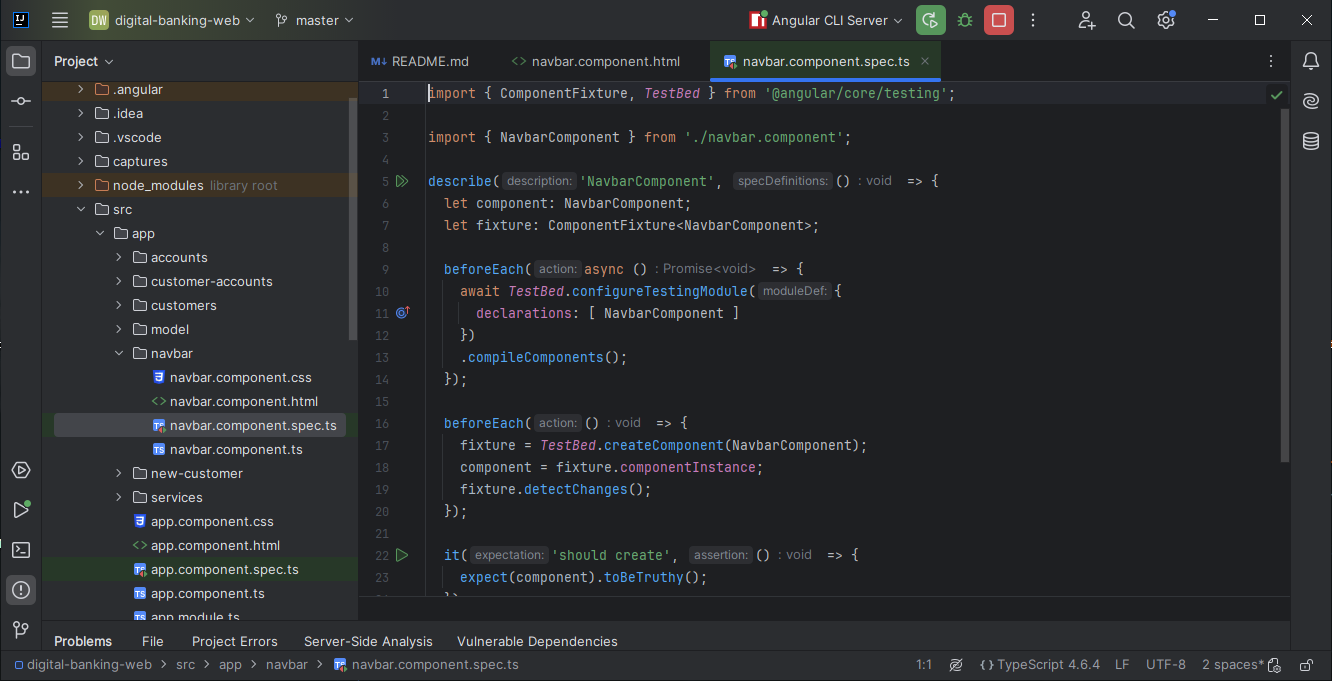 DW digital-banking-web master Angular CLI Server
Project
.angular
.idea
.vscode
captures
node_modules library root
src
app
accounts
customer-accounts
customers
model
navbar
navbar.component.css
navbar.component.html
navbar.component.spec.ts
navbar.component.ts
new-customer
services
app.component.css
app.component.html
app.component.spec.ts
app.component.ts
app.module.ts
README.md navbar.component.html navbar.component.spec.ts
1 import { ComponentFixture, TestBed } from '@angular/core/testing';
2
3 import { NavbarComponent } from './navbar.component';
4
5 describe( description: 'NavbarComponent', specDefinitions: () : void => {
6 let component: NavbarComponent;
7 let fixture: ComponentFixture<NavbarComponent>;
8
9 beforeEach( action: async () : Promise<void> => {
10 await TestBed.configureTestingModule( moduleDef: {
11 declarations: [ NavbarComponent ]
12 })
13 .compileComponents();
14 });
15
16 beforeEach( action: () : void => {
17 fixture = TestBed.createComponent(NavbarComponent);
18 component = fixture.componentInstance;
19 fixture.detectChanges();
20 });
21
22 it( expectation: 'should create', assertion: () : void => {
23 expect(component).toBeTruthy();
Problems File Project Errors Server-Side Analysis Vulnerable Dependencies
digital-banking-web > src > app > navbar > navbar.component.spec.ts 1:1 {} TypeScript 4.6.4 LF UTF-8 2 spaces*